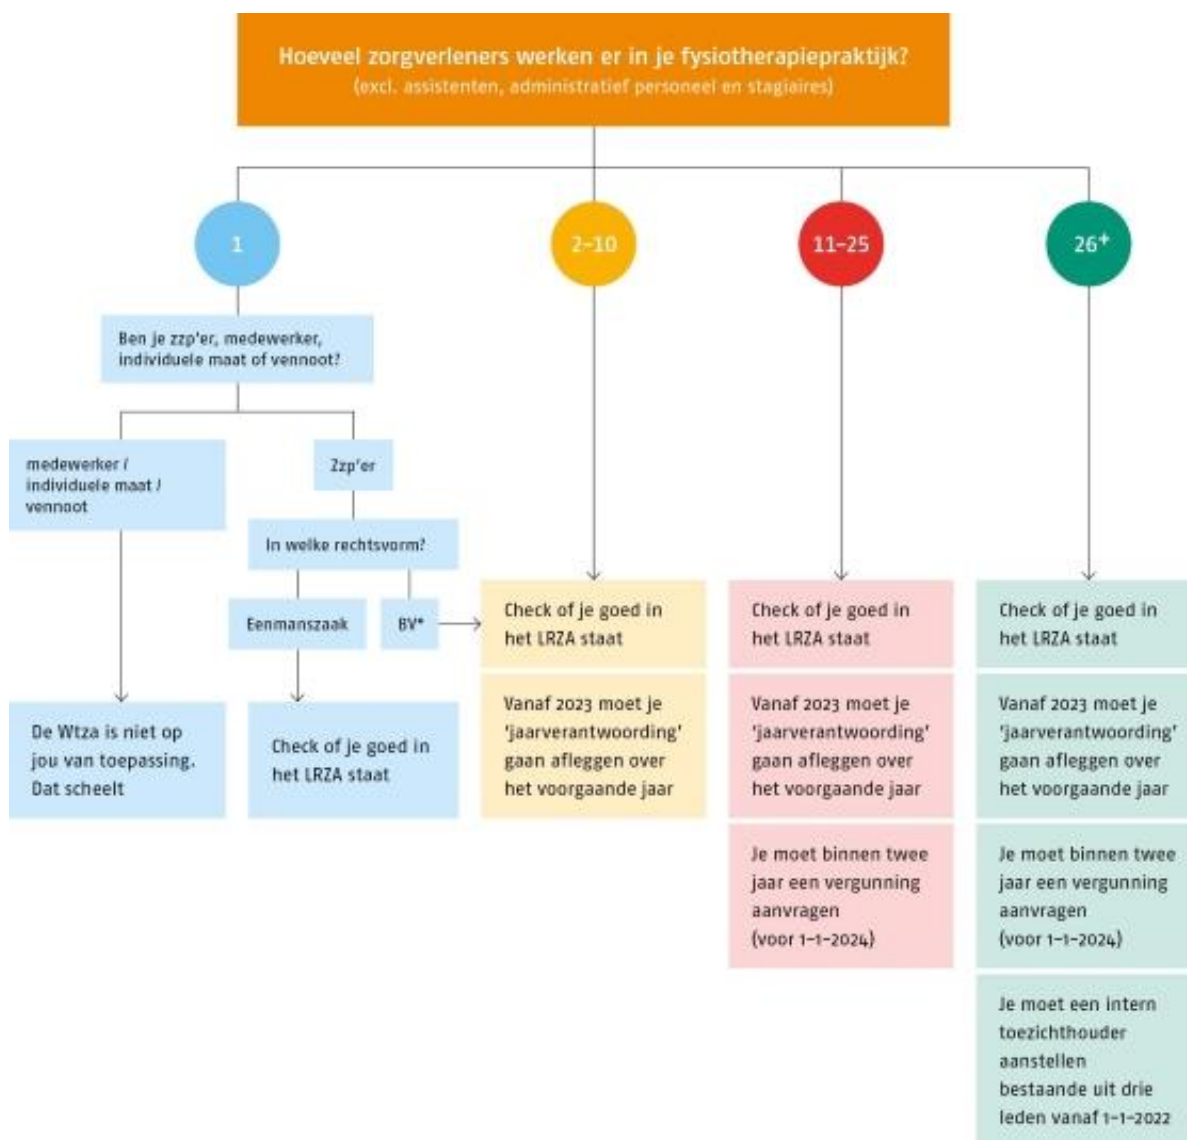 Hoeveel zorgverleners werken er in je fysiotherapiepraktijk?
(excl. assistenten, administratief personeel en stagiaires)
1
2-10
11-25
26+
Ben je zzp'er, medewerker,
individuele maat of vennoot?
medewerker /
individuele maat /
vennoot
Zzp'er
In welke rechtsvorm?
Eenmanszaak
BV*
De Wtza is niet op
jou van toepassing.
Dat scheelt
Check of je goed in
het LRZA staat
Check of je goed in
het LRZA staat
Vanaf 2023 moet je
‘jaarverantwoording’
gaan afleggen over
het voorgaande jaar
Check of je goed in
het LRZA staat
Vanaf 2023 moet je
‘jaarverantwoording’
gaan afleggen over
het voorgaande jaar
Je moet binnen twee
jaar een vergunning
aanvragen
(voor 1-1-2024)
Check of je goed in
het LRZA staat
Vanaf 2023 moet je
‘jaarverantwoording’
gaan afleggen over
het voorgaande jaar
Je moet binnen twee
jaar een vergunning
aanvragen
(voor 1-1-2024)
Je moet een intern
toezichthouder
aanstellen
bestaande uit drie
leden vanaf 1-1-2022